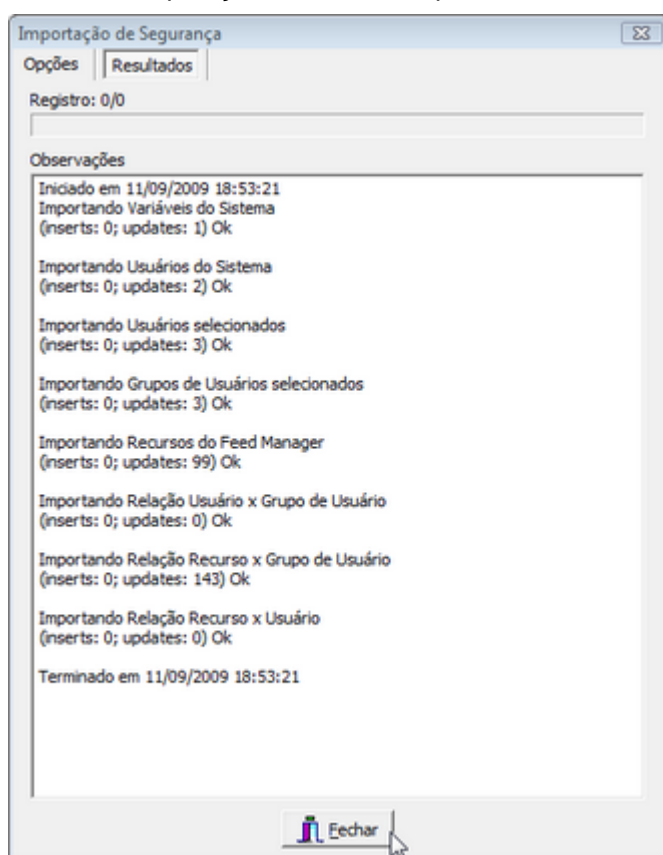 Importação de Segurança
Opções Resultados
Registro: 0/0
Observações
Iniciado em 11/09/2009 18:53:21
Importando Variáveis do Sistema
(inserts: 0; updates: 1) Ok
Importando Usuários do Sistema
(inserts: 0; updates: 2) Ok
Importando Usuários selecionados
(inserts: 0; updates: 3) Ok
Importando Grupos de Usuários selecionados
(inserts: 0; updates: 3) Ok
Importando Recursos do Feed Manager
(inserts: 0; updates: 99) Ok
Importando Relação Usuário x Grupo de Usuário
(inserts: 0; updates: 0) Ok
Importando Relação Recurso x Grupo de Usuário
(inserts: 0; updates: 143) Ok
Importando Relação Recurso x Usuário
(inserts: 0; updates: 0) Ok
Terminado em 11/09/2009 18:53:21
Fechar